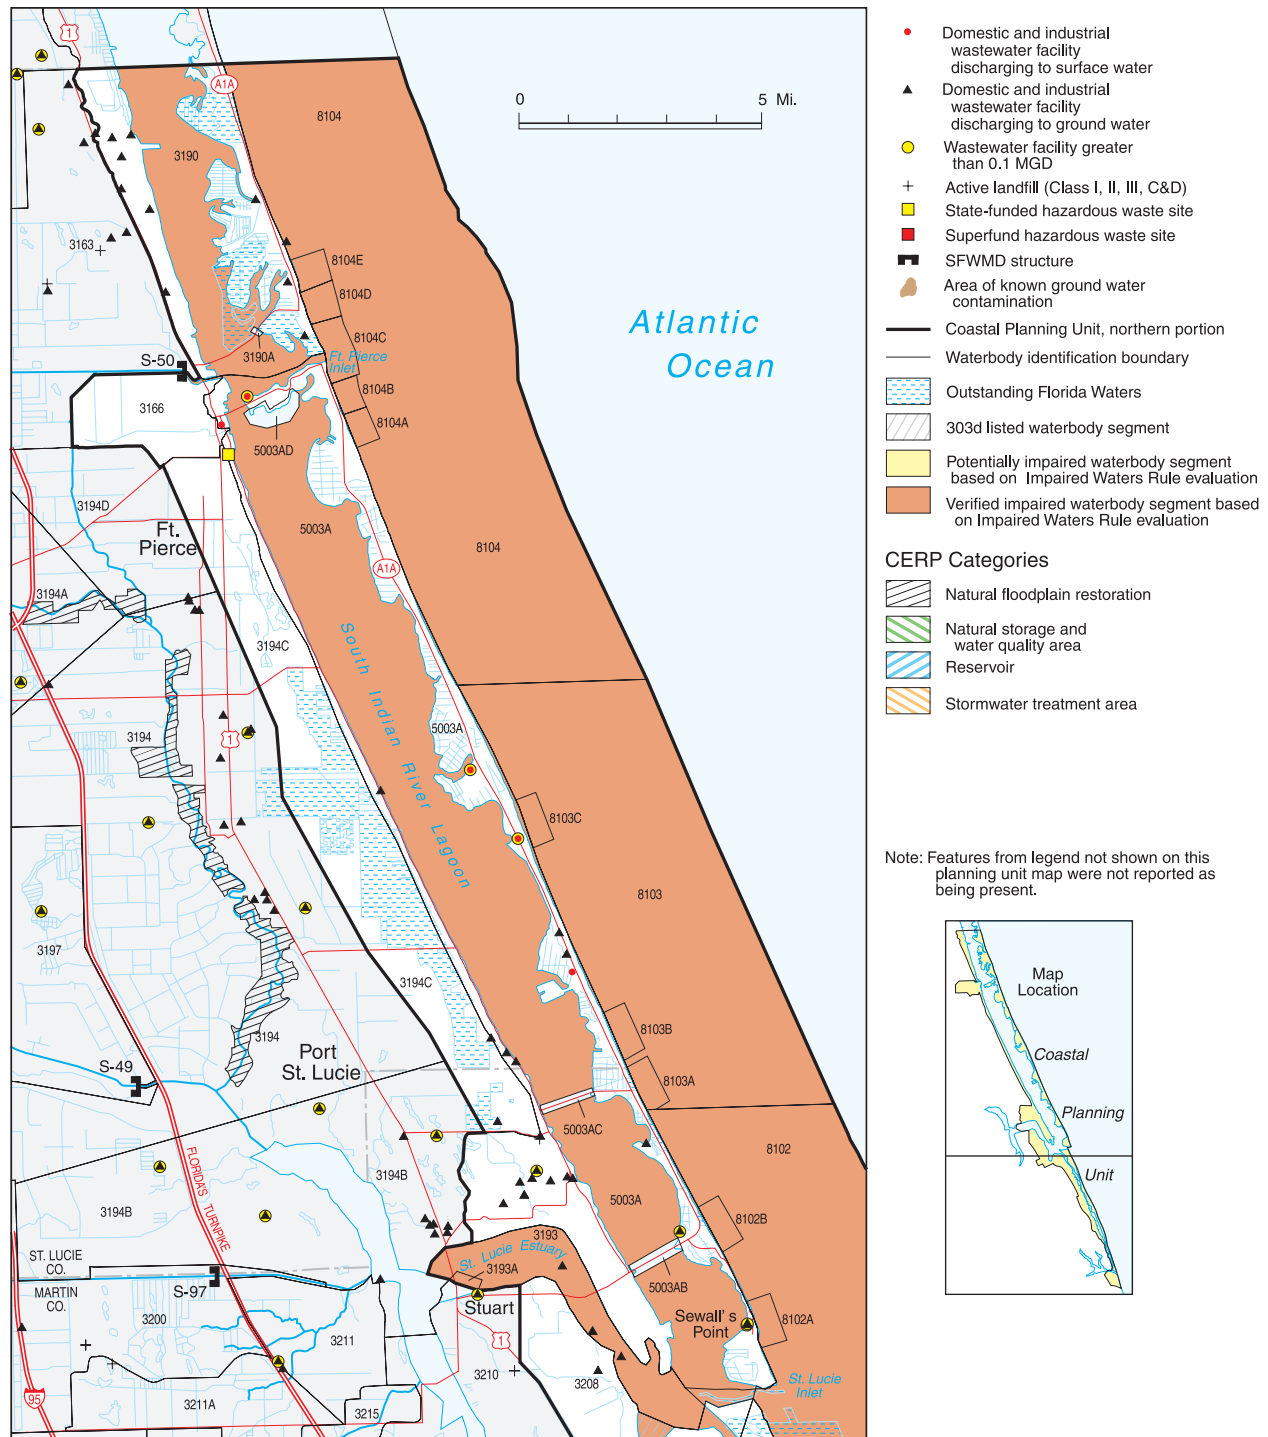 1
A1A
8104
3190
3163
8104E
8104D
8104C
3190A
Ft. Pierce
Inlet
S-50
8104B
8104A
3166
5003AD
3194D
Ft.
Pierce
5003A
8104
A1A
3194A
3194C
South Indian River Lagoon
3194
1
5003A
8103C
8103
3197
3194C
8103B
3194
Port
St. Lucie
S-49
8103A
5003AC
8102
FLORIDA'S TURNPIKE
3194B
3194B
5003A
8102B
3193
St. Lucie Estuary
ST. LUCIE
CO.
MARTIN
CO.
S-97
3193A
5003AB
Stuart
Sewall's
Point
8102A
3200
3211
1
3210
3208
St. Lucie
Inlet
95
3211A
3215
Atlantic
Ocean
0 5 Mi.
Domestic and industrial
wastewater facility
discharging to surface water
Domestic and industrial
wastewater facility
discharging to ground water
Wastewater facility greater
than 0.1 MGD
Active landfill (Class I, II, III, C&D)
State-funded hazardous waste site
Superfund hazardous waste site
SFWMD structure
Area of known ground water
contamination
Coastal Planning Unit, northern portion
Waterbody identification boundary
Outstanding Florida Waters
303d listed waterbody segment
Potentially impaired waterbody segment
based on Impaired Waters Rule evaluation
Verified impaired waterbody segment based
on Impaired Waters Rule evaluation
CERP Categories
Natural floodplain restoration
Natural storage and
water quality area
Reservoir
Stormwater treatment area
Note: Features from legend not shown on this
planning unit map were not reported as
being present.
Map
Location
Coastal
Planning
Unit